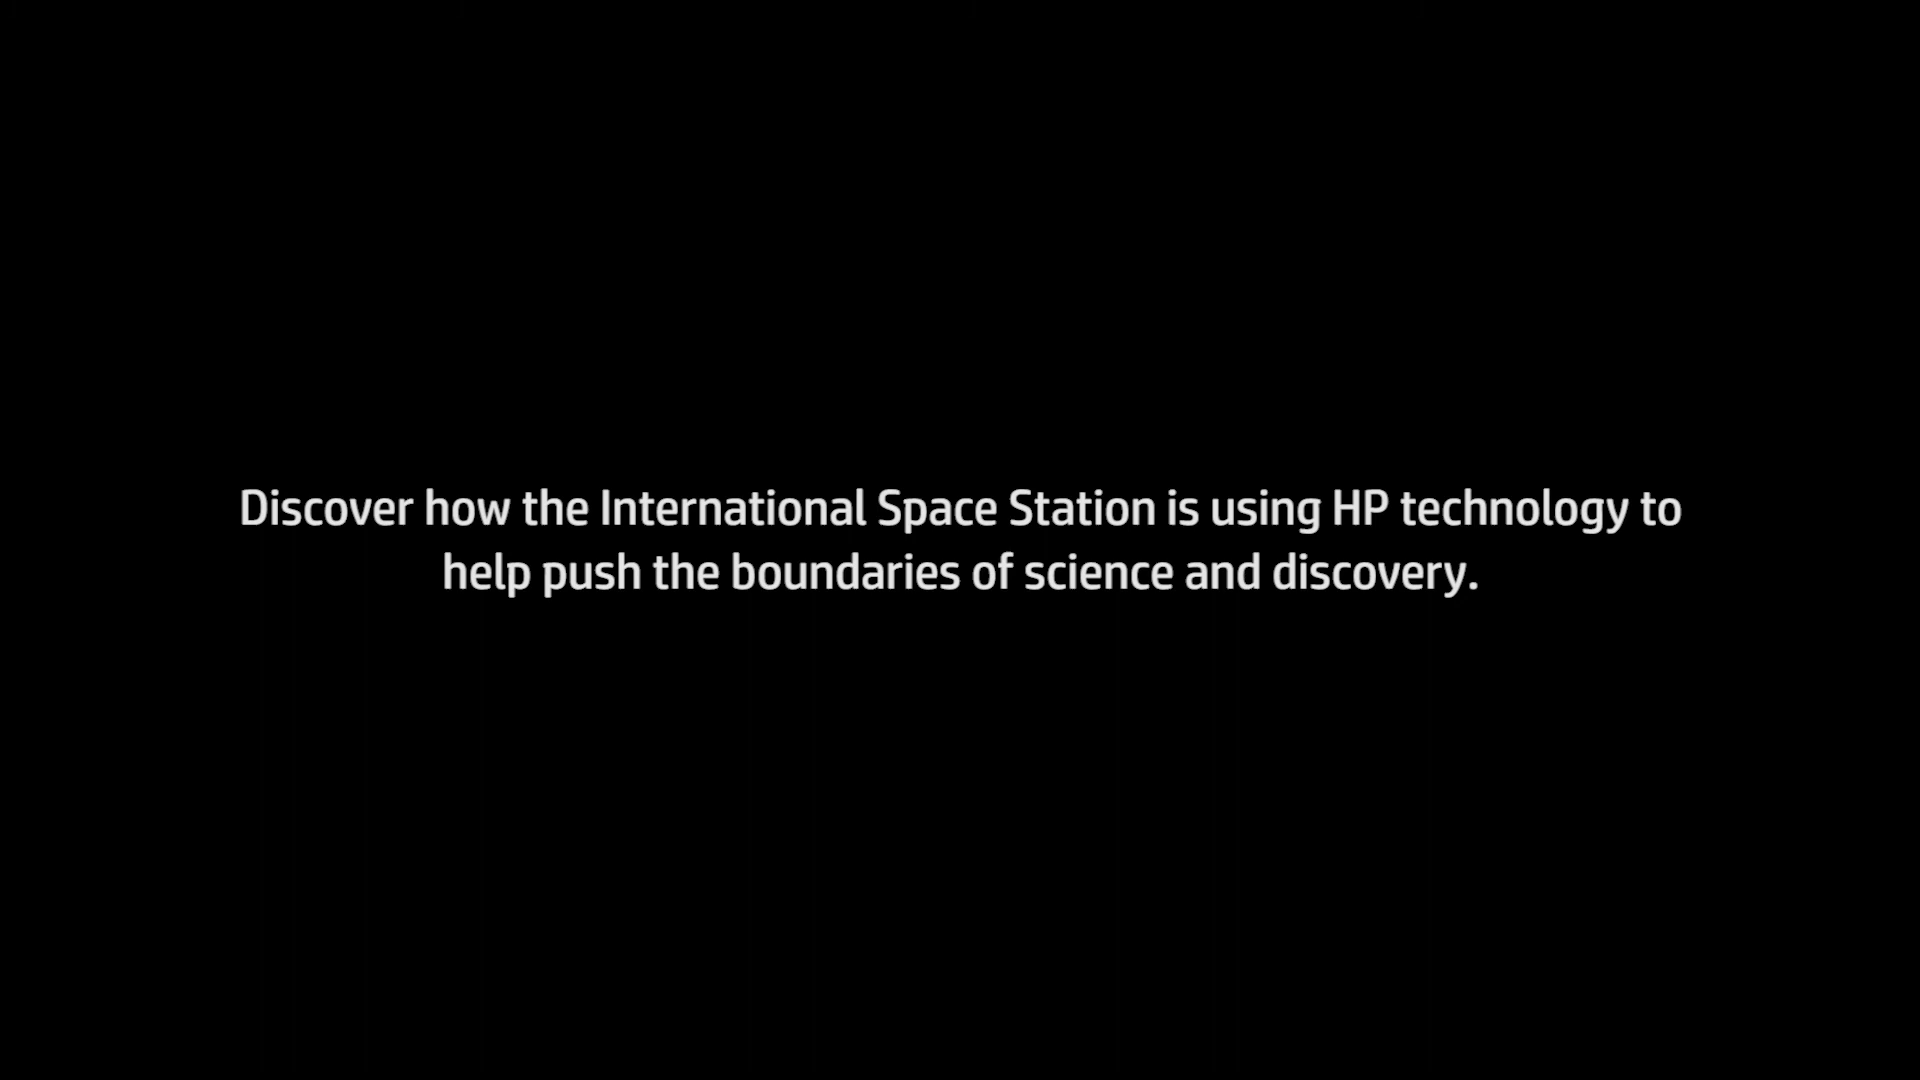 Discover how the International Space Station is using HP technology to
help push the boundaries of science and discovery.